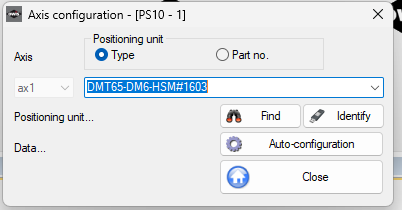 Axis configuration - [PS10 - 1]
Positioning unit
Axis
Type
Part no.
ax1
DMT65-DM6-HSM#1603
Positioning unit...
Find
Identify
Data...
Auto-configuration
Close